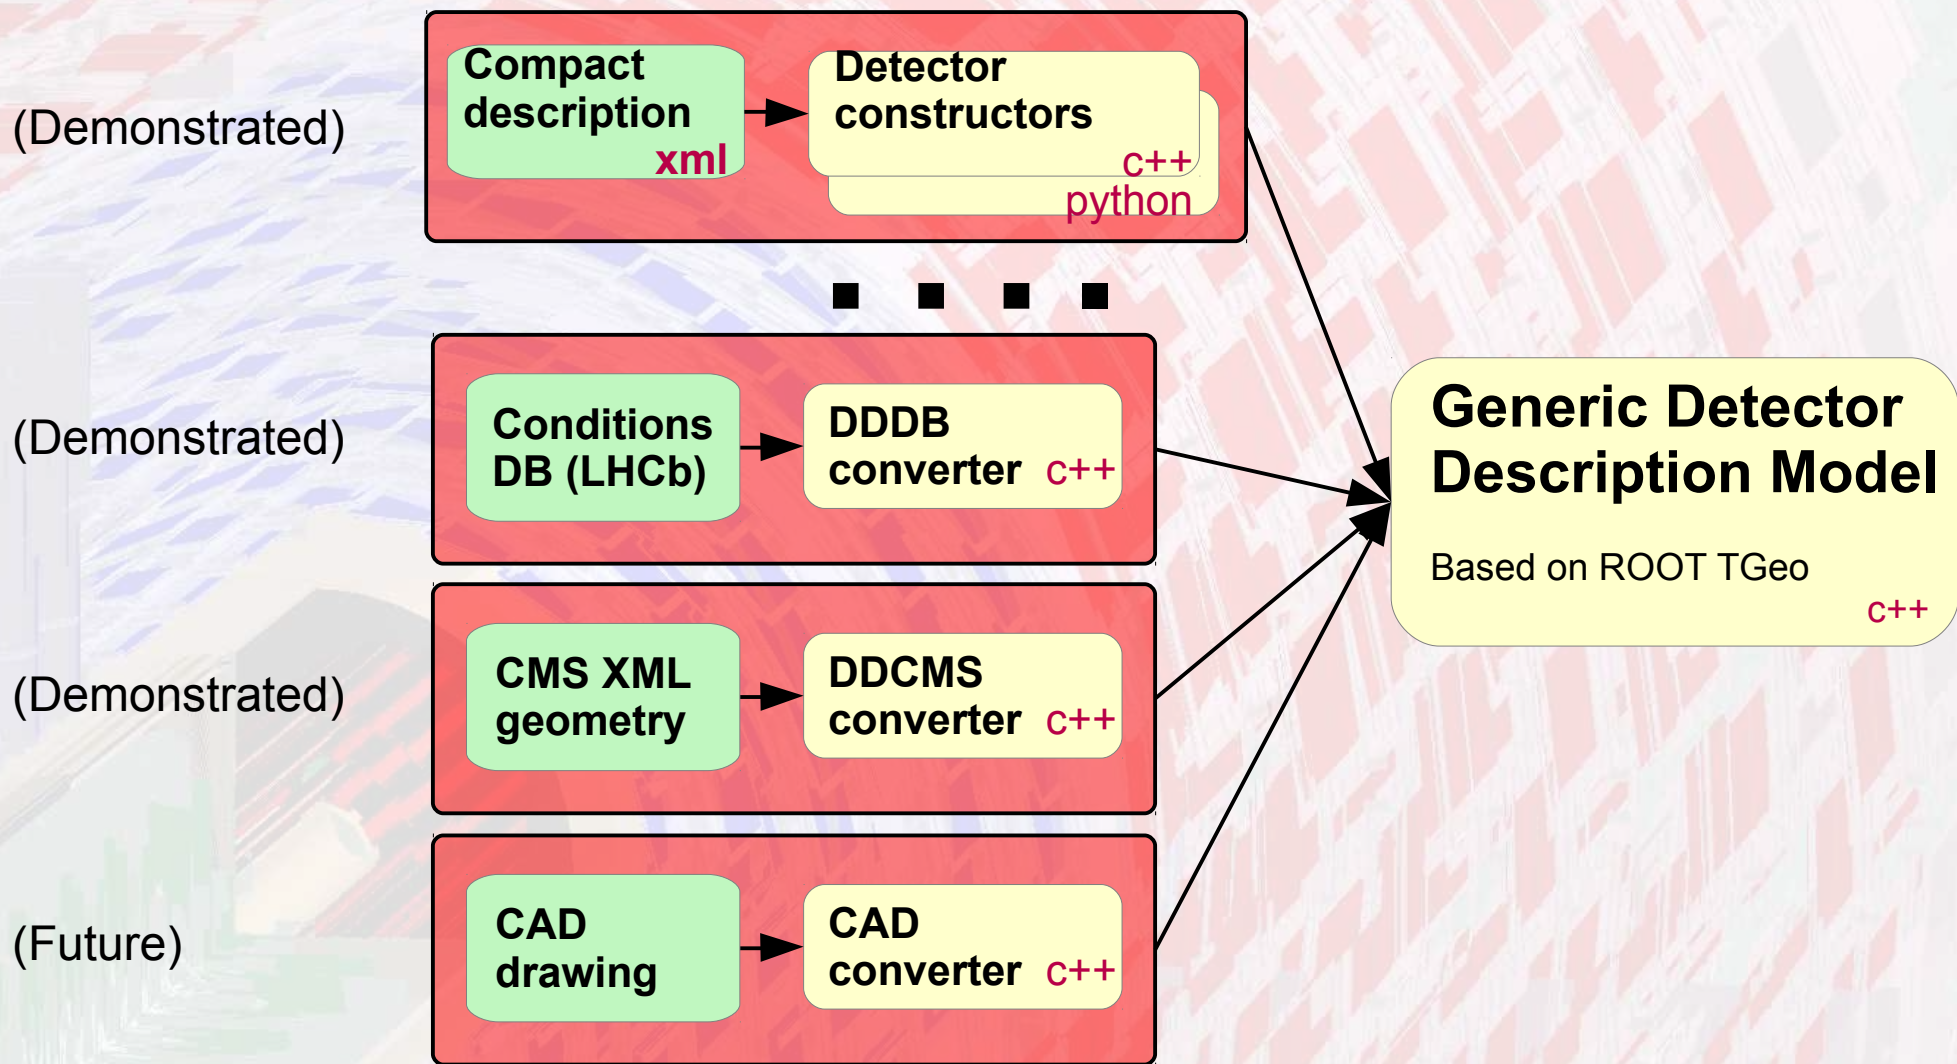 (Demonstrated)
Compact
description
xml
Detector
constructors
c++
python
(Demonstrated)
Conditions
DB (LHCb)
DDDB
converter c++
(Demonstrated)
CMS XML
geometry
DDCMS
converter c++
(Future)
CAD
drawing
CAD
converter c++
Generic Detector
Description Model
Based on ROOT TGeo
c++